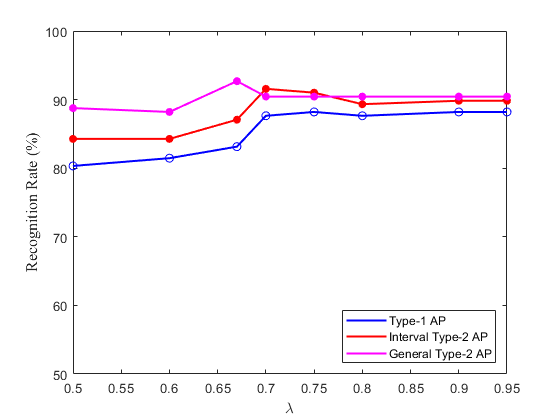 100
90
80
70
60
50
Recognition Rate (%)
0.5 0.55 0.6 0.65 0.7 0.75 0.8 0.85 0.9 0.95
λ
Type-1 AP
Interval Type-2 AP
General Type-2 AP